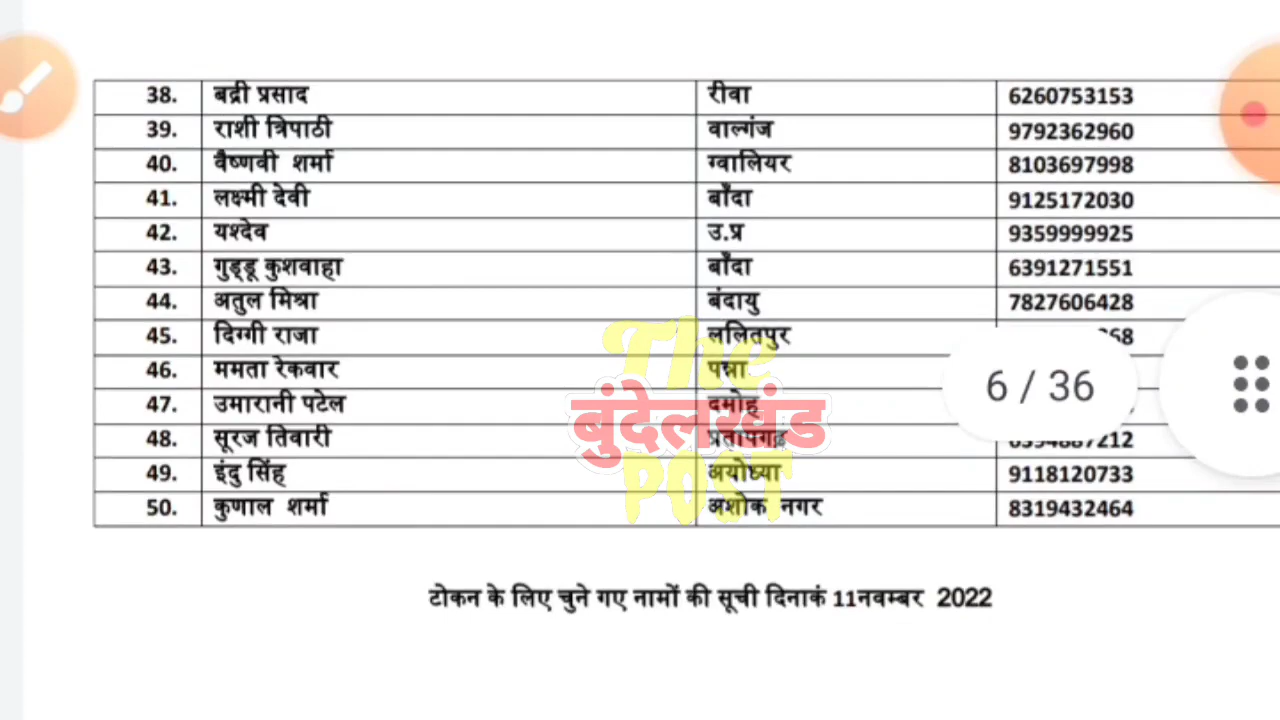 38. बद्री प्रसाद रीवा 6260753153
39. राशी त्रिपाठी वाल्गंज 9792362960
40. वैष्णवी शर्मा ग्वालियर 8103697998
41. लक्ष्मी देवी बाँदा 9125172030
42. यश्देव उ.प्र 9359999925
43. गुड्डू कुशवाहा बाँदा 6391271551
44. अतुल मिश्रा बंदायु 7827606428
45. दिग्गी राजा ललितपुर
46. ममता रेकवार पन्ना
47. उमारानी पटेल दमोह
48. सूरज तिवारी प्रतापगढ़
49. इंदु सिंह अयोध्या 9118120733
50. कुणाल शर्मा अशोक नगर 8319432464
The
बुंदेलखंड
POST
6 / 36
टोकन के लिए चुने गए नामों की सूची दिनाकं 11नवम्बर 2022